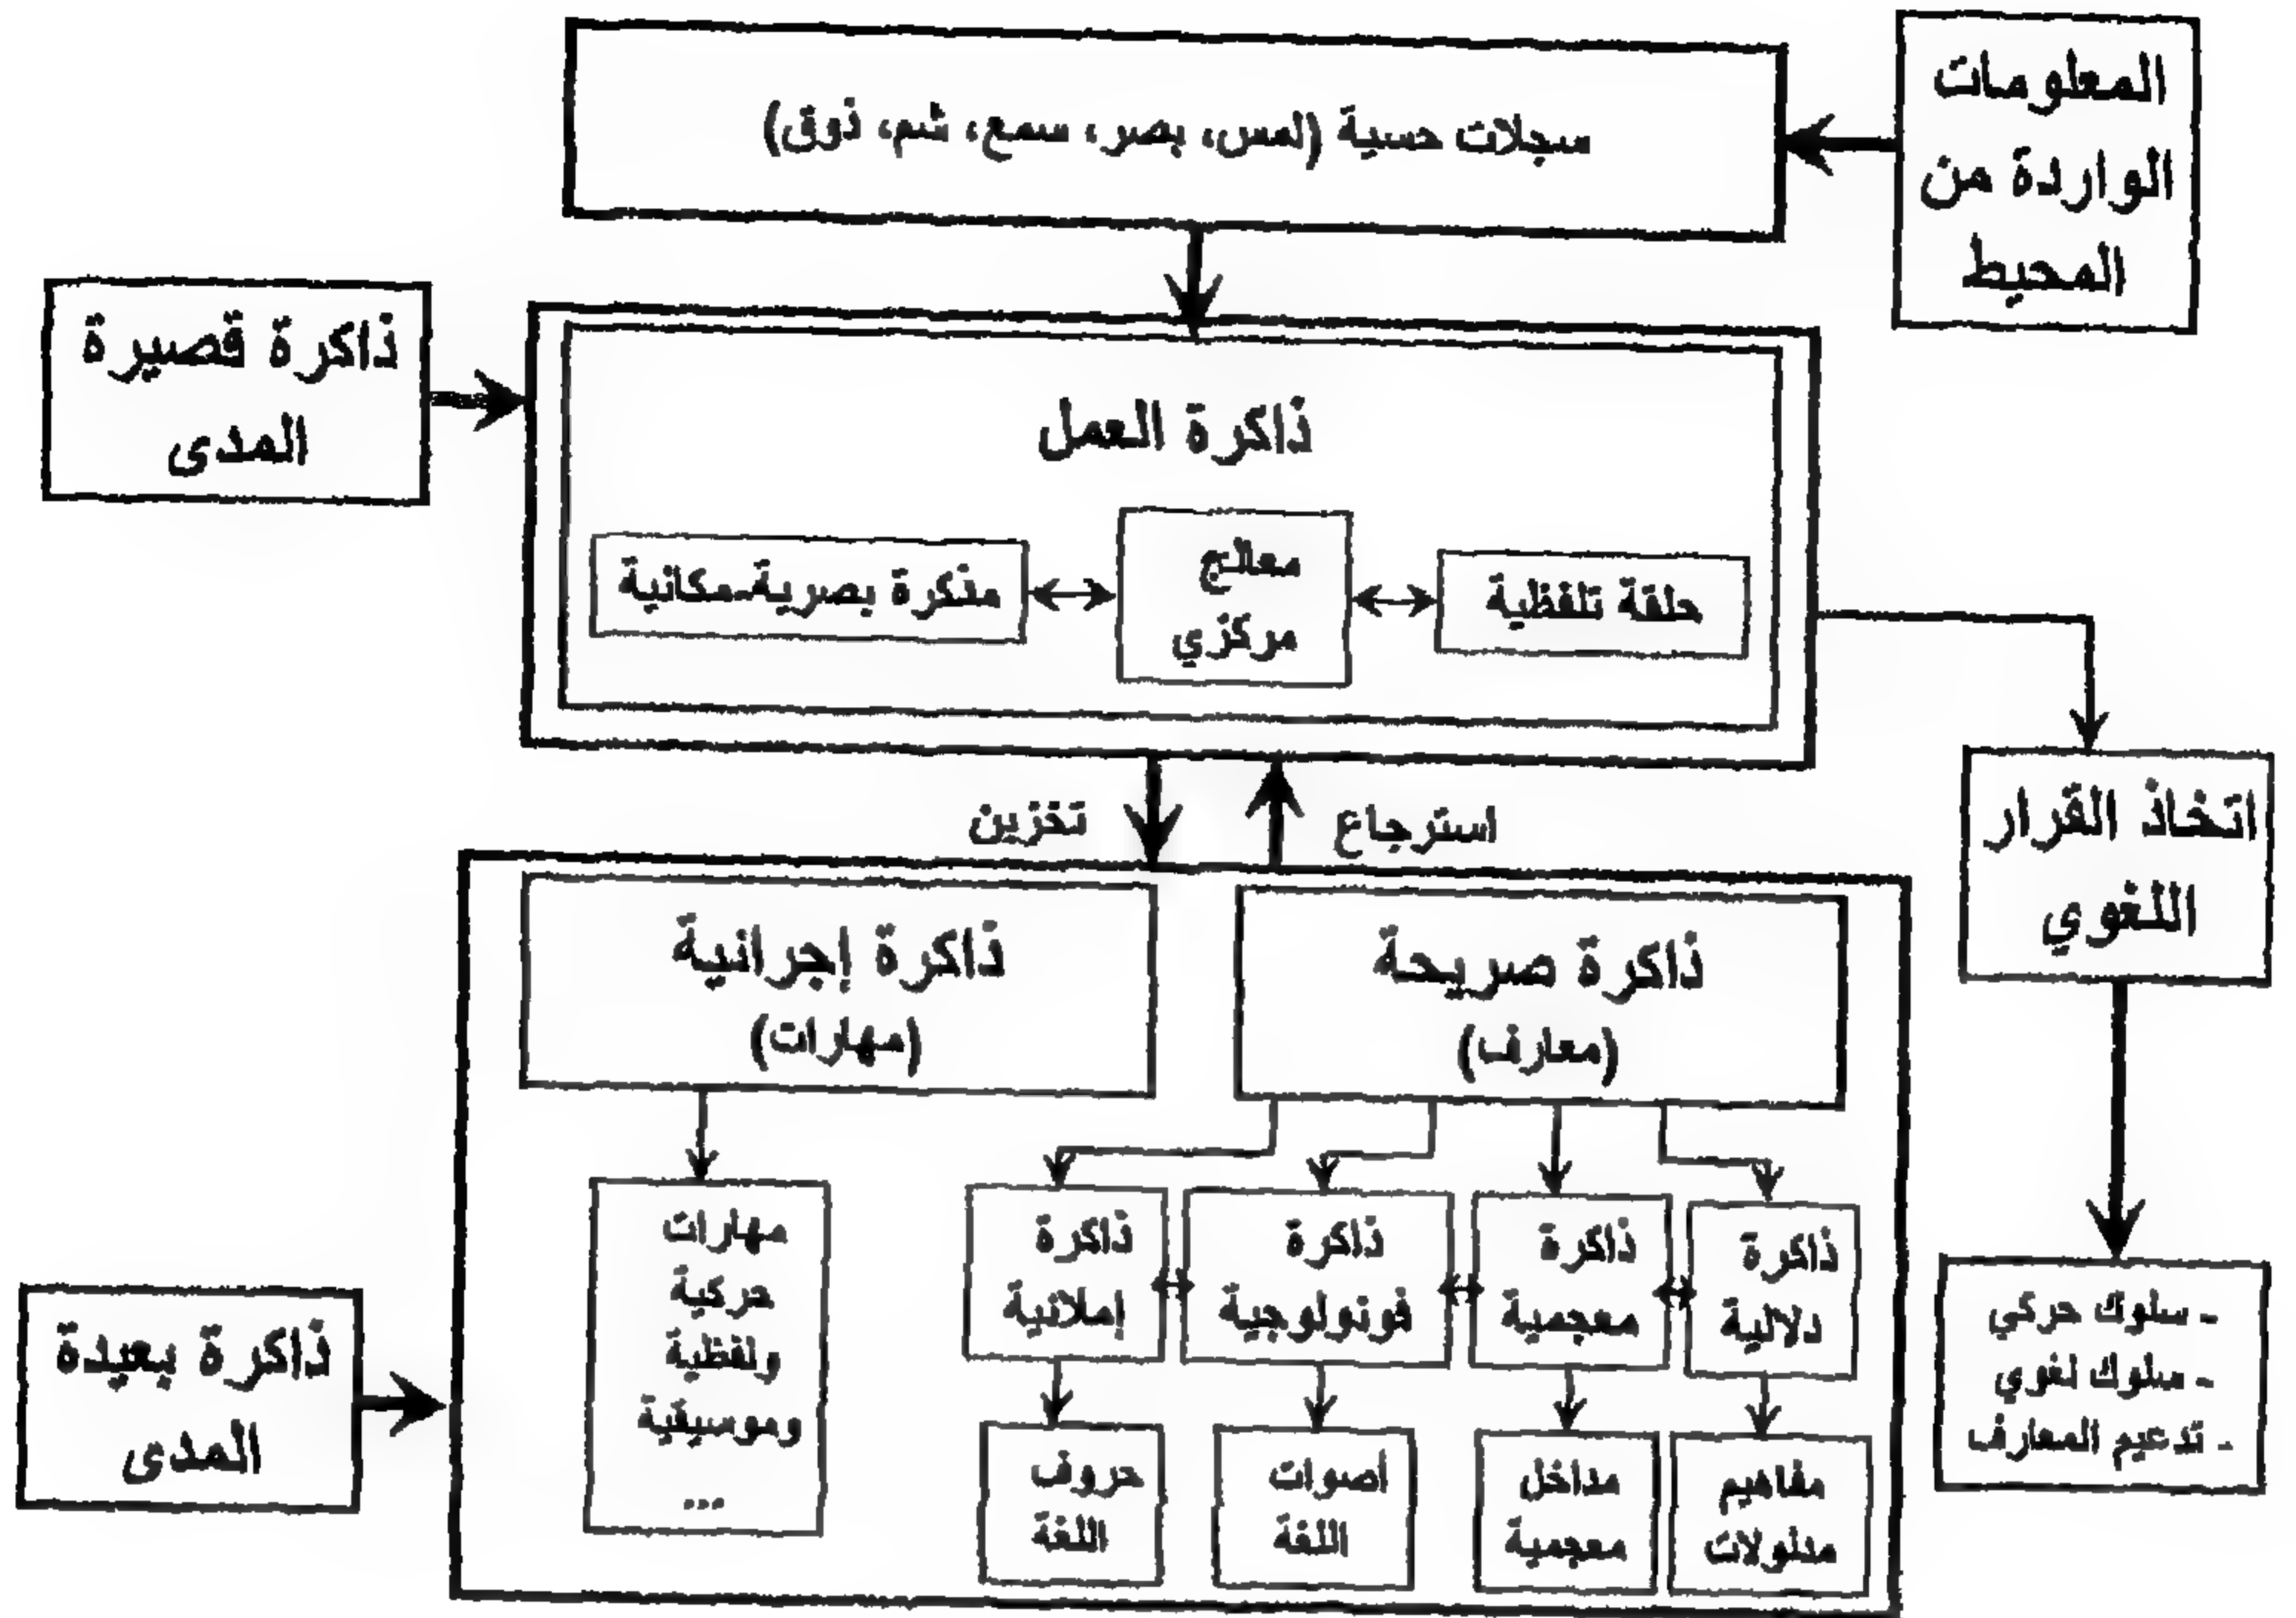 المعلومات
الواردة من
المحيط
سجلات حسية (لمس، بصر، سمع، شم، ذوق)
ذاكرة قصيرة
المدى
ذاكرة العمل
حلقة تلفظية
معالج
مركزي
مذكرة بصرية-مكانية
استرجاع
تخزين
اتخاذ القرار
اللغوي
ذاكرة صريحة
(معارف)
ذاكرة إجرائية
(مهارات)
ذاكرة
دلالية
ذاكرة
معجمية
ذاكرة
فونولوجية
ذاكرة
إملائية
مهارات
حركية
ولفظية
وموسيقية
...
مفاهيم
مدلولات
مداخل
معجمية
أصوات
اللغة
حروف
اللغة
- سلوك حركي
- سلوك لغوي
- تدعيم المعارف
ذاكرة بعيدة
المدى